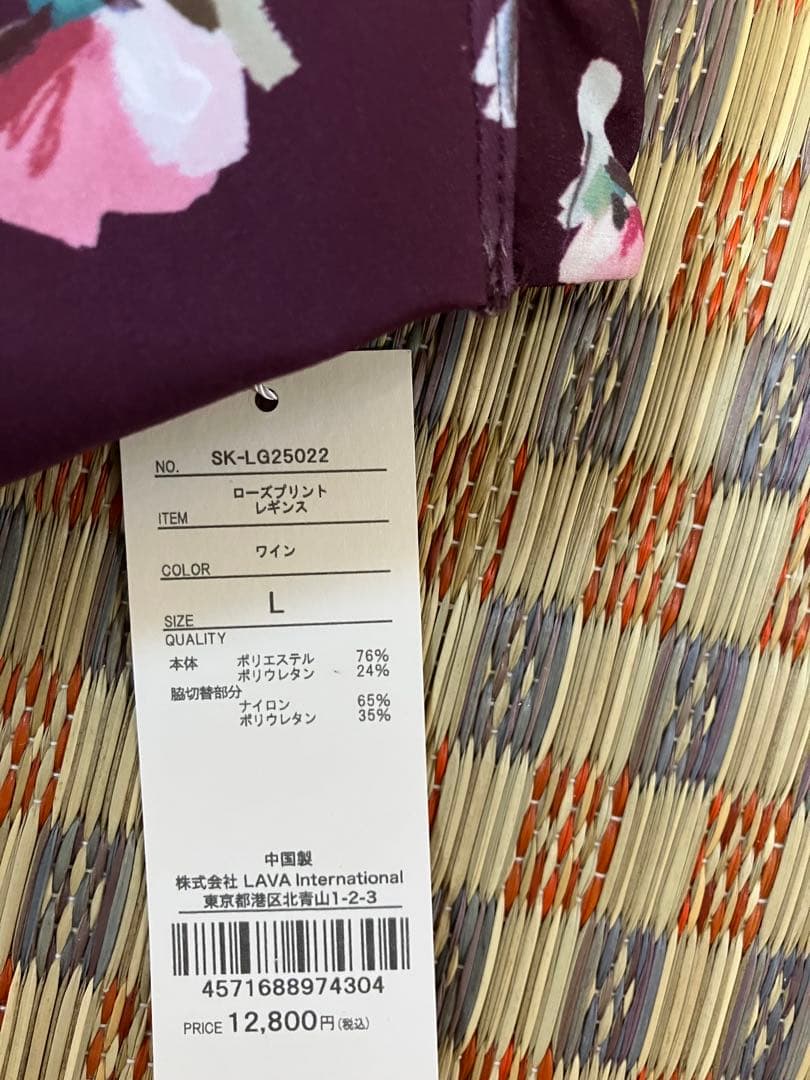 NO. SK-LG25022
ローズプリント
レギンス
ITEM
ワイン
COLOR
L
SIZE
QUALITY
本体 ポリエステル 76%
ポリウレタン 24%
脇切替部分
ナイロン 65%
ポリウレタン 35%
中国製
株式会社 LAVA International
東京都港区北青山1-2-3
4571688974304
PRICE 12,800円(税込)